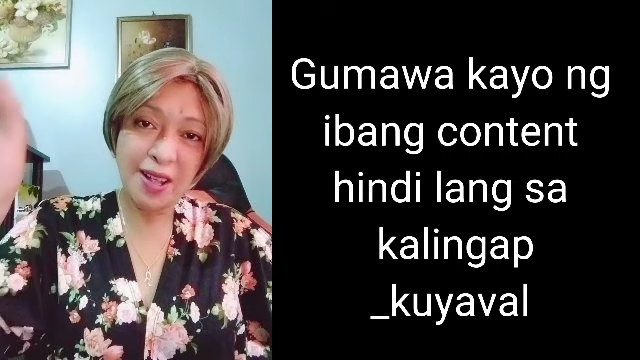 Gumawa kayo ng
ibang content
hindi lang sa
kalingap
_kuyaval